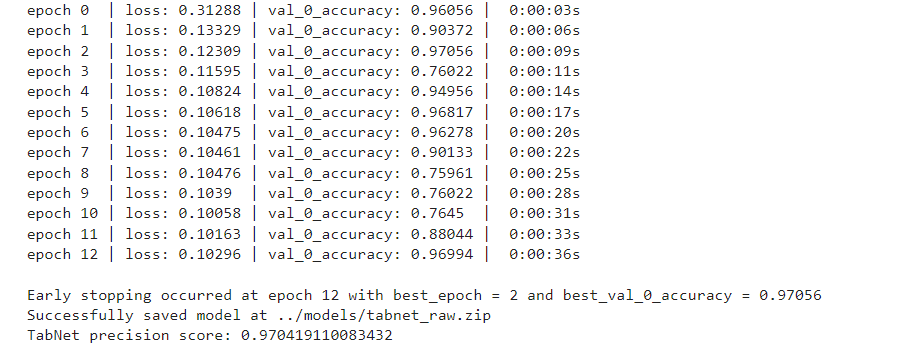 epoch 0  | loss: 0.31288 | val_0_accuracy: 0.96056 |  0:00:03s
epoch 1  | loss: 0.13329 | val_0_accuracy: 0.90372 |  0:00:06s
epoch 2  | loss: 0.12309 | val_0_accuracy: 0.97056 |  0:00:09s
epoch 3  | loss: 0.11595 | val_0_accuracy: 0.76022 |  0:00:11s
epoch 4  | loss: 0.10824 | val_0_accuracy: 0.94956 |  0:00:14s
epoch 5  | loss: 0.10618 | val_0_accuracy: 0.96817 |  0:00:17s
epoch 6  | loss: 0.10475 | val_0_accuracy: 0.96278 |  0:00:20s
epoch 7  | loss: 0.10461 | val_0_accuracy: 0.90133 |  0:00:22s
epoch 8  | loss: 0.10476 | val_0_accuracy: 0.75961 |  0:00:25s
epoch 9  | loss: 0.1039  | val_0_accuracy: 0.76022 |  0:00:28s
epoch 10 | loss: 0.10058 | val_0_accuracy: 0.7645  |  0:00:31s
epoch 11 | loss: 0.10163 | val_0_accuracy: 0.88044 |  0:00:33s
epoch 12 | loss: 0.10296 | val_0_accuracy: 0.96994 |  0:00:36s
Early stopping occurred at epoch 12 with best_epoch = 2 and best_val_0_accuracy = 0.97056
Successfully saved model at ../models/tabnet_raw.zip
TabNet precision score: 0.970419110083432